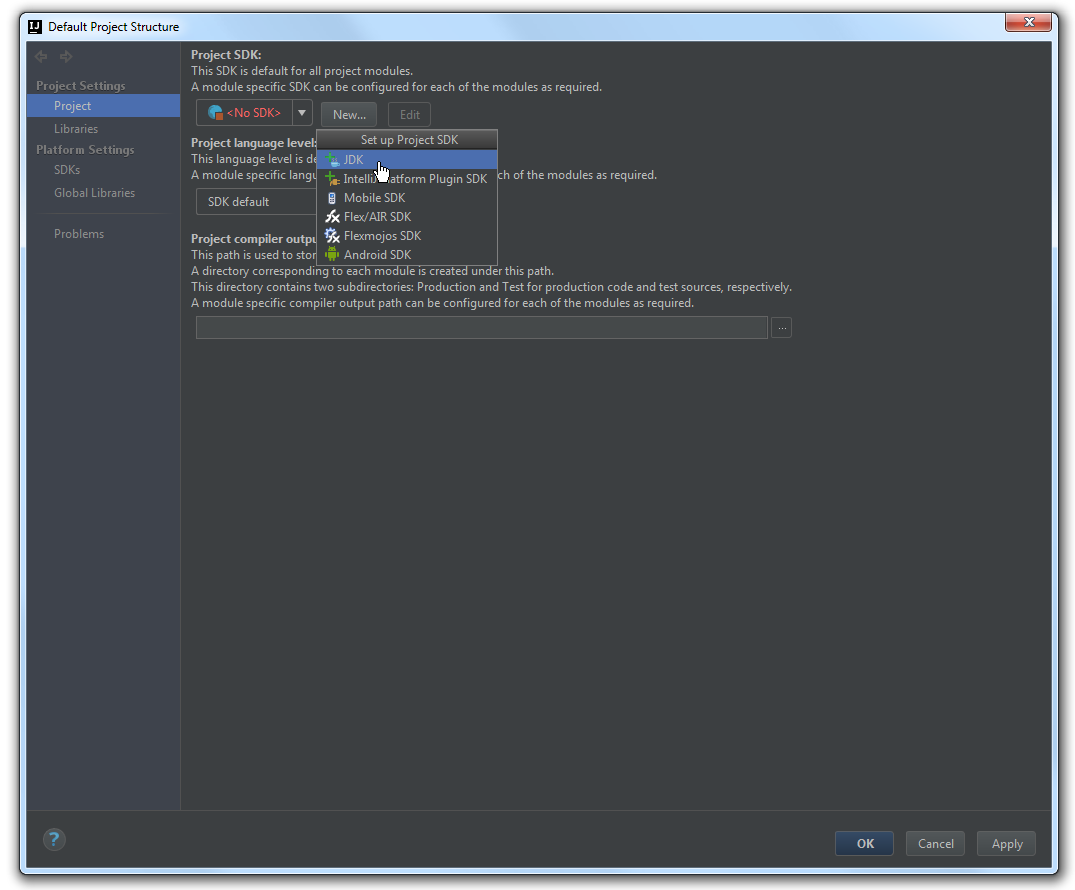 IJ Default Project Structure
Project Settings
Project
Libraries
Platform Settings
SDKs
Global Libraries
Problems
Project SDK:
This SDK is default for all project modules.
A module specific SDK can be configured for each of the modules as required.
<No SDK> New... Edit
Set up Project SDK
JDK
IntelliJ Platform Plugin SDK
Mobile SDK
Flex/AIR SDK
Flexmojos SDK
Android SDK
Project language level:
This language level is de
A module specific langu ch of the modules as required.
SDK default
Project compiler outpu
This path is used to stor
A directory corresponding to each module is created under this path.
This directory contains two subdirectories: Production and Test for production code and test sources, respectively.
A module specific compiler output path can be configured for each of the modules as required.
...
? OK Cancel Apply